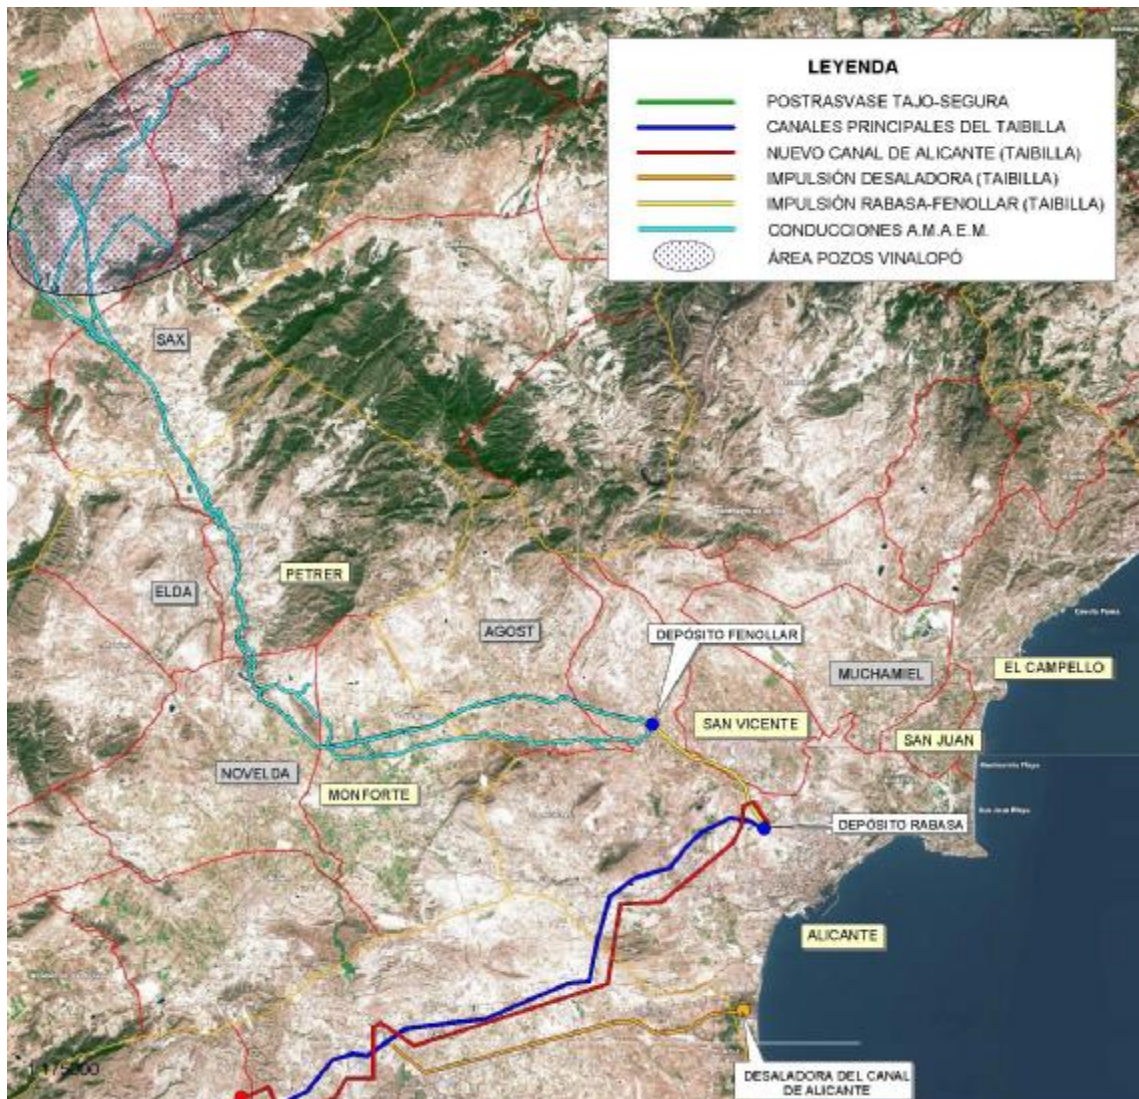 LEYENDA
POSTRASVASE TAJO-SEGURA
CANALES PRINCIPALES DEL TAIBILLA
NUEVO CANAL DE ALICANTE (TAIBILLA)
IMPULSIÓN DESALADORA (TAIBILLA)
IMPULSIÓN RABASA-FENOLLAR (TAIBILLA)
CONDUCCIONES A.M.A.E.M.
ÁREA POZOS VINALOPÓ
SAX
PETRER
ELDA
AGOST
DEPÓSITO FENOLLAR
MUCHAMIEL
EL CAMPELLO
SAN VICENTE
SAN JUAN
NOVELDA
MONFORTE
DEPÓSITO RABASA
ALICANTE
DESALADORA DEL CANAL
DE ALICANTE